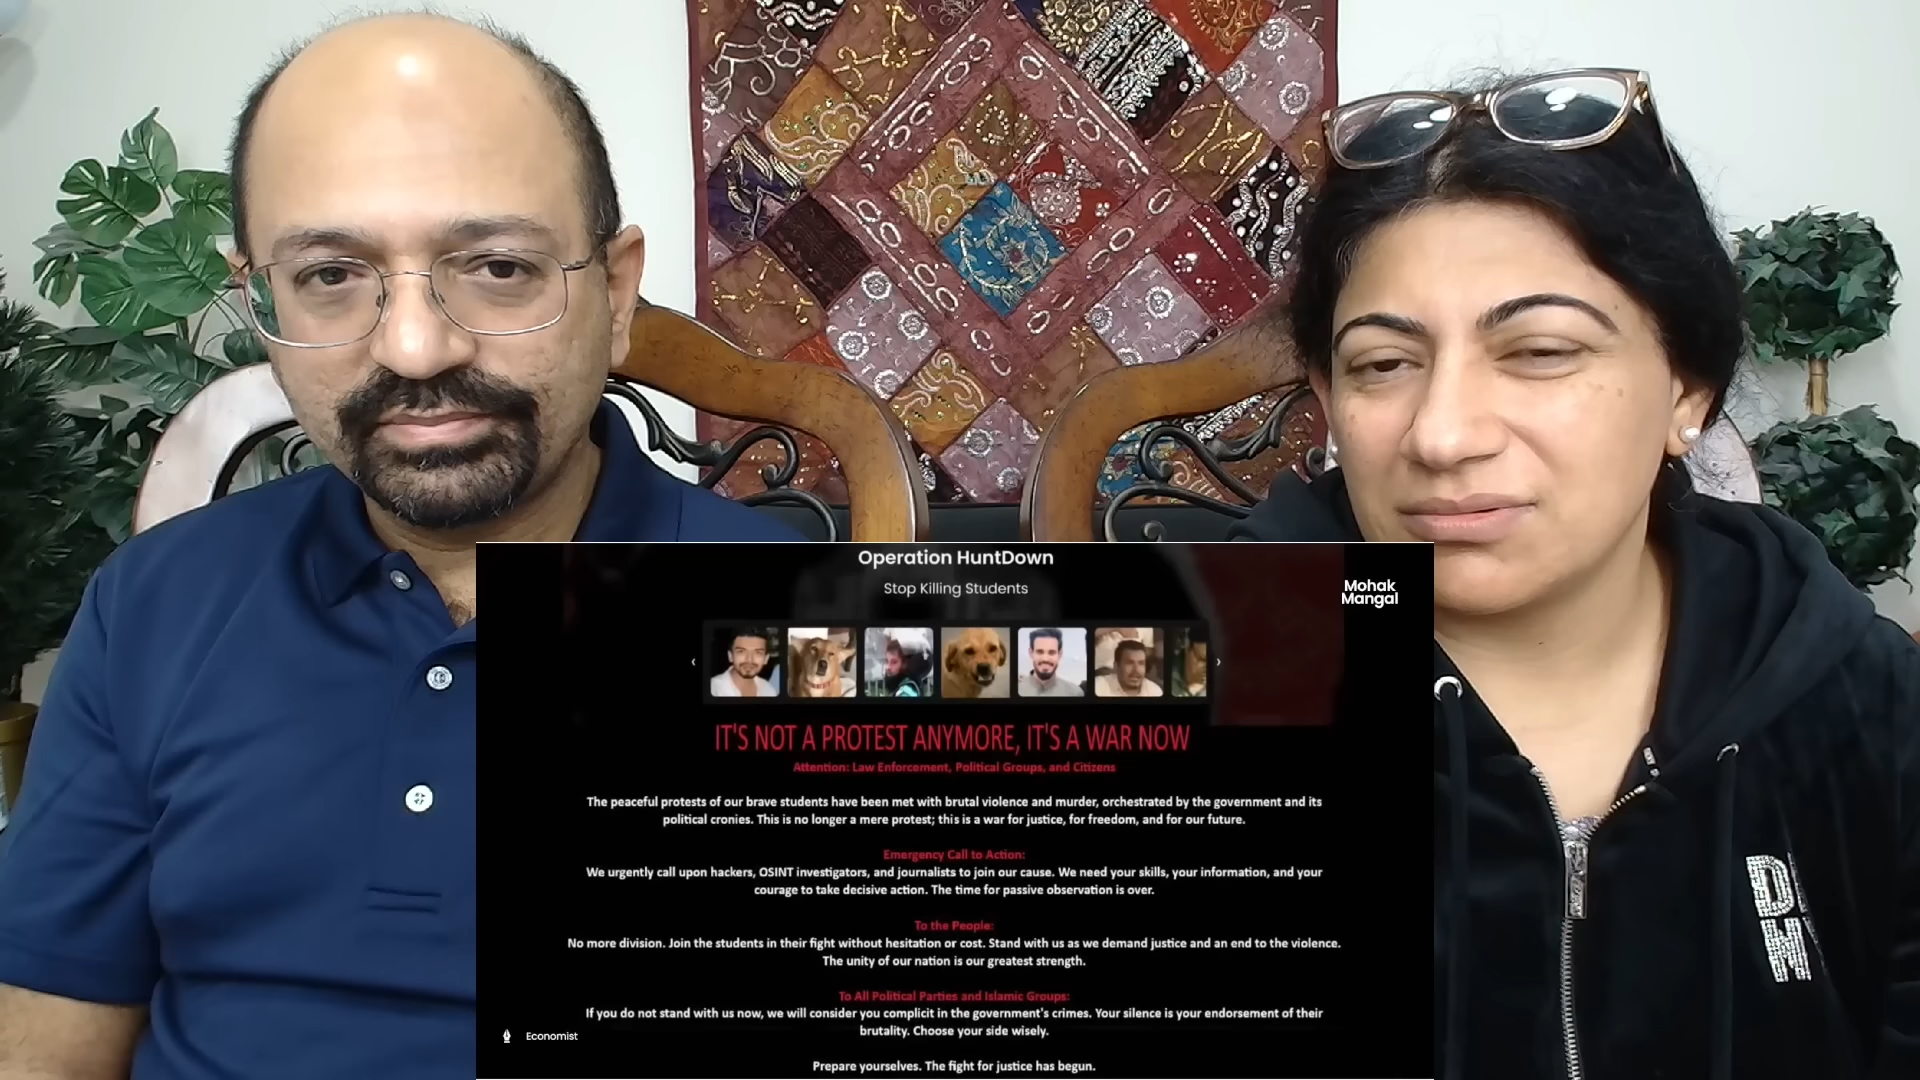 Operation HuntDown
Stop Killing Students
Mohak
Mangal
IT'S NOT A PROTEST ANYMORE, IT'S A WAR NOW
Attention: Law Enforcement, Political Groups, and Citizens
The peaceful protests of our brave students have been met with brutal violence and murder, orchestrated by the government and its
political cronies. This is no longer a mere protest; this is a war for justice, for freedom, and for our future.
Emergency Call to Action:
We urgently call upon hackers, OSINT investigators, and journalists to join our cause. We need your skills, your information, and your
courage to take decisive action. The time for passive observation is over.
To the People:
No more division. Join the students in their fight without hesitation or cost. Stand with us as we demand justice and an end to the violence.
The unity of our nation is our greatest strength.
To All Political Parties and Islamic Groups:
If you do not stand with us now, we will consider you complicit in the government's crimes. Your silence is your endorsement of their
brutality. Choose your side wisely.
Economist
Prepare yourselves. The fight for justice has begun.